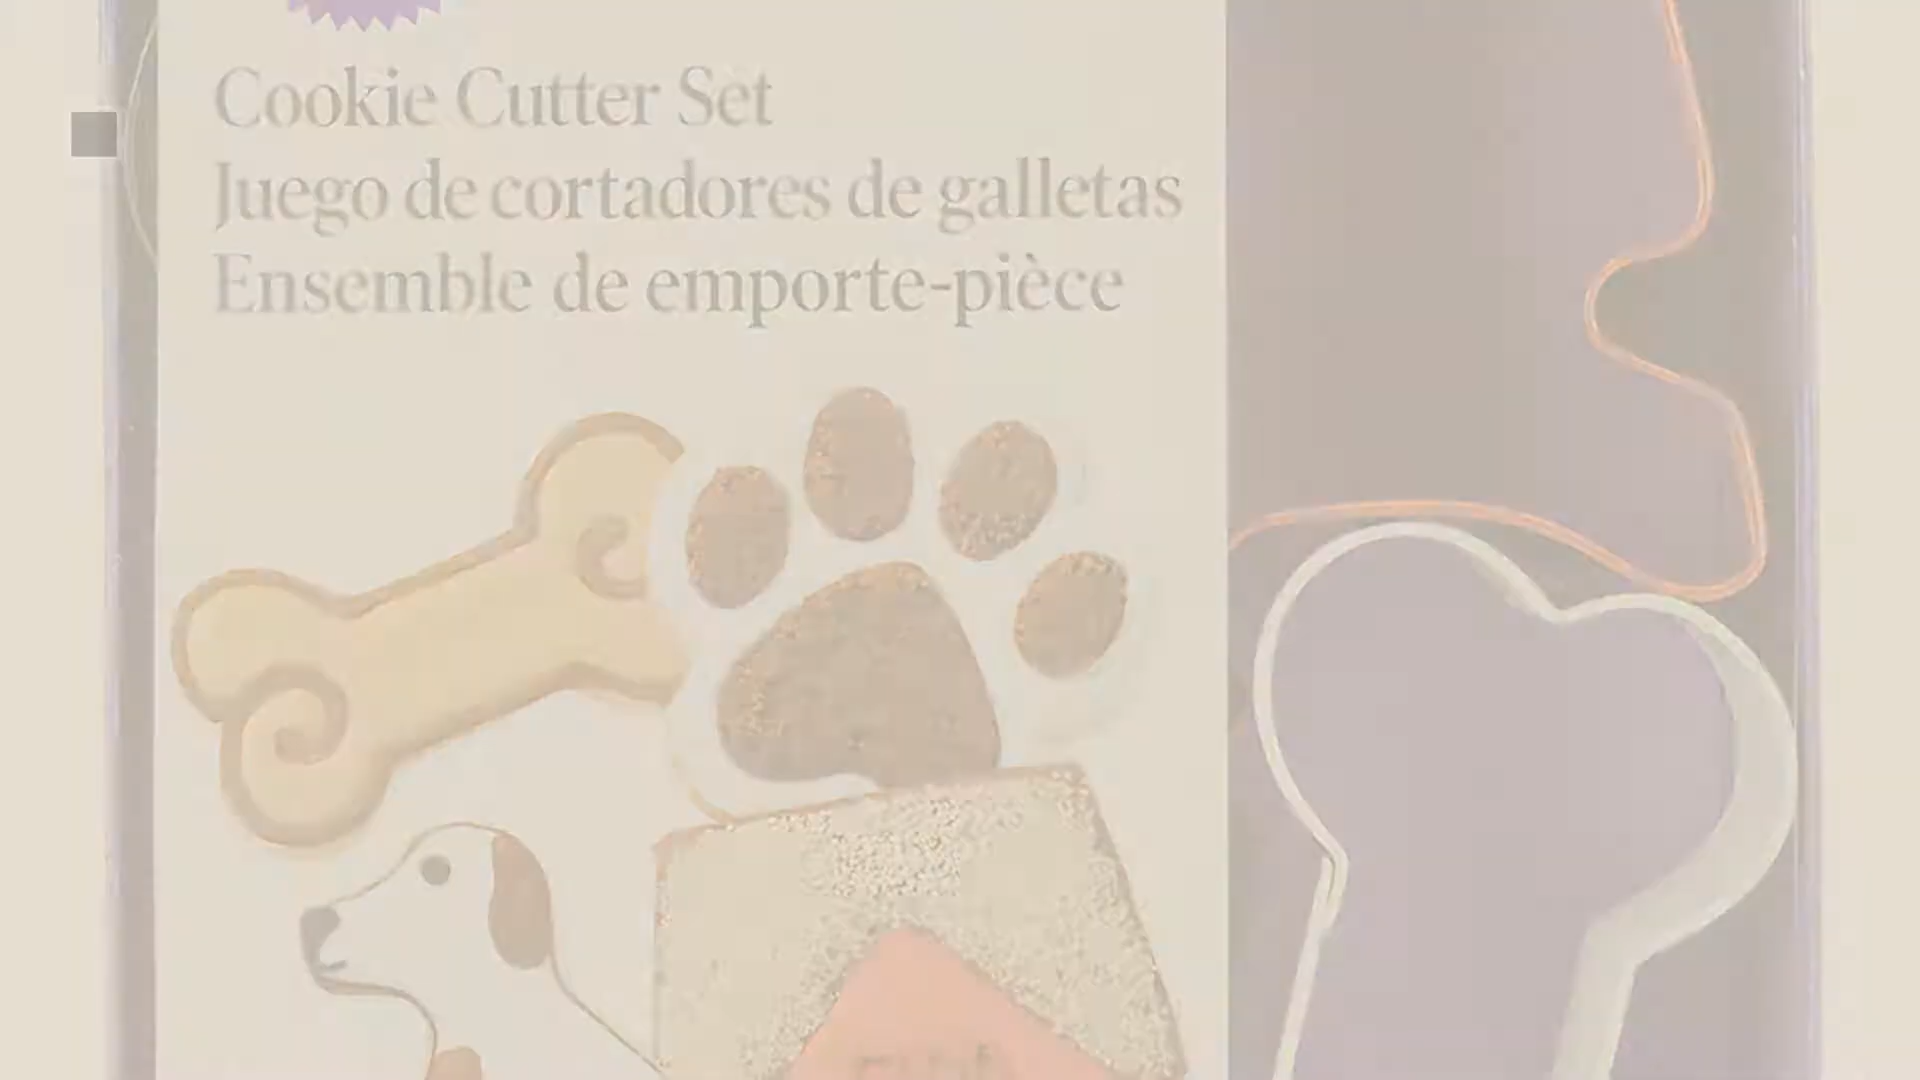 Cookie Cutter Set
Juego de cortadores de galletas
Ensemble de emporte-pièce